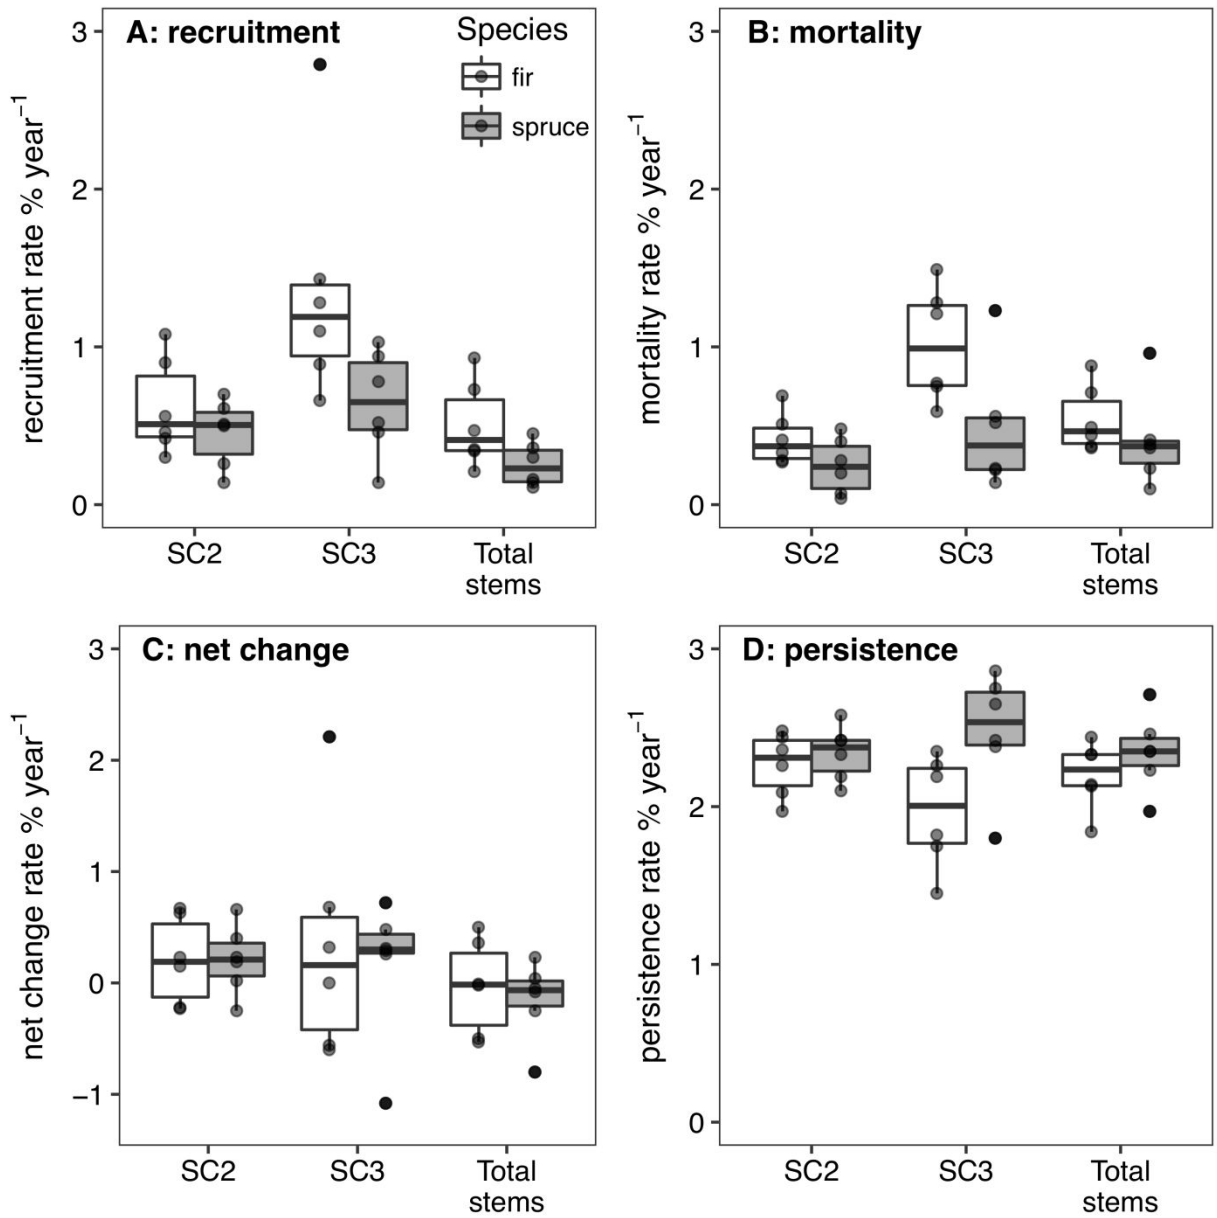 A: recruitment
Species
fir
spruce
recruitment rate % year⁻¹
3
2
1
0
SC2
SC3
Total
stems
B: mortality
mortality rate % year⁻¹
3
2
1
0
SC2
SC3
Total
stems
C: net change
net change rate % year⁻¹
3
2
1
0
−1
SC2
SC3
Total
stems
D: persistence
persistence rate % year⁻¹
3
2
1
0
SC2
SC3
Total
stems